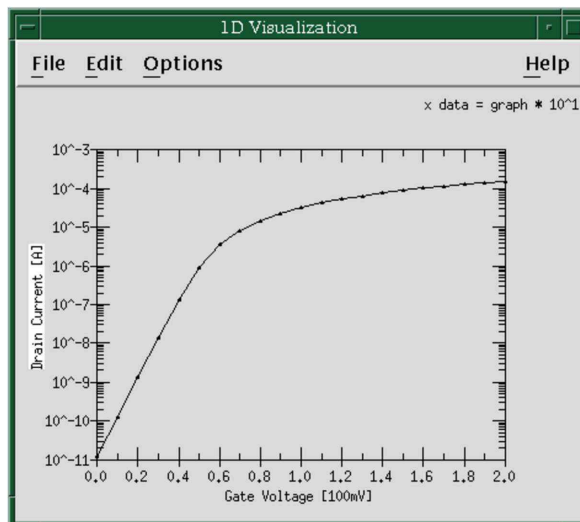 1D Visualization
File Edit Options Help
x data = graph * 10^1
10^-3
10^-4
10^-5
10^-6
10^-7
10^-8
10^-9
10^-10
10^-11
Drain Current [A]
0.0 0.2 0.4 0.6 0.8 1.0 1.2 1.4 1.6 1.8 2.0
Gate Voltage [100mV]